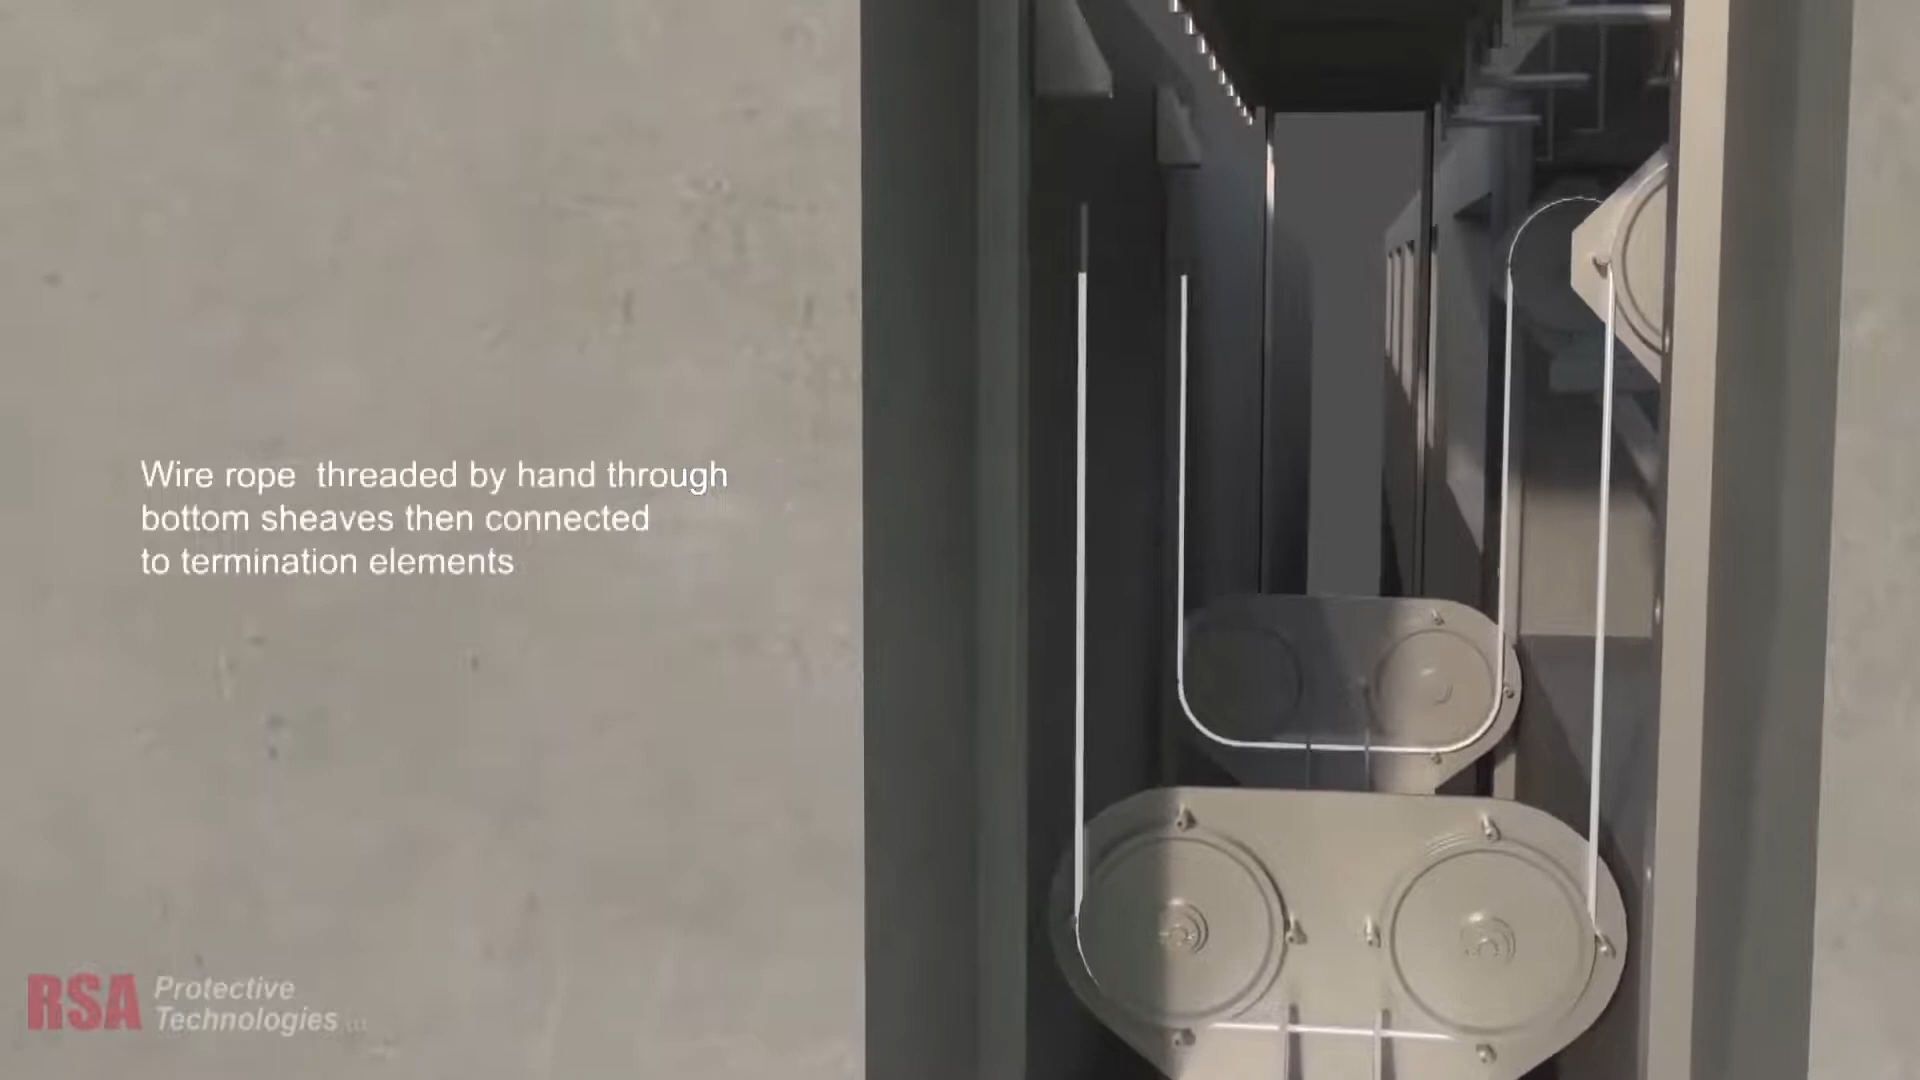 Wire rope  threaded by hand through
bottom sheaves then connected
to termination elements
RSA Protective
Technologies